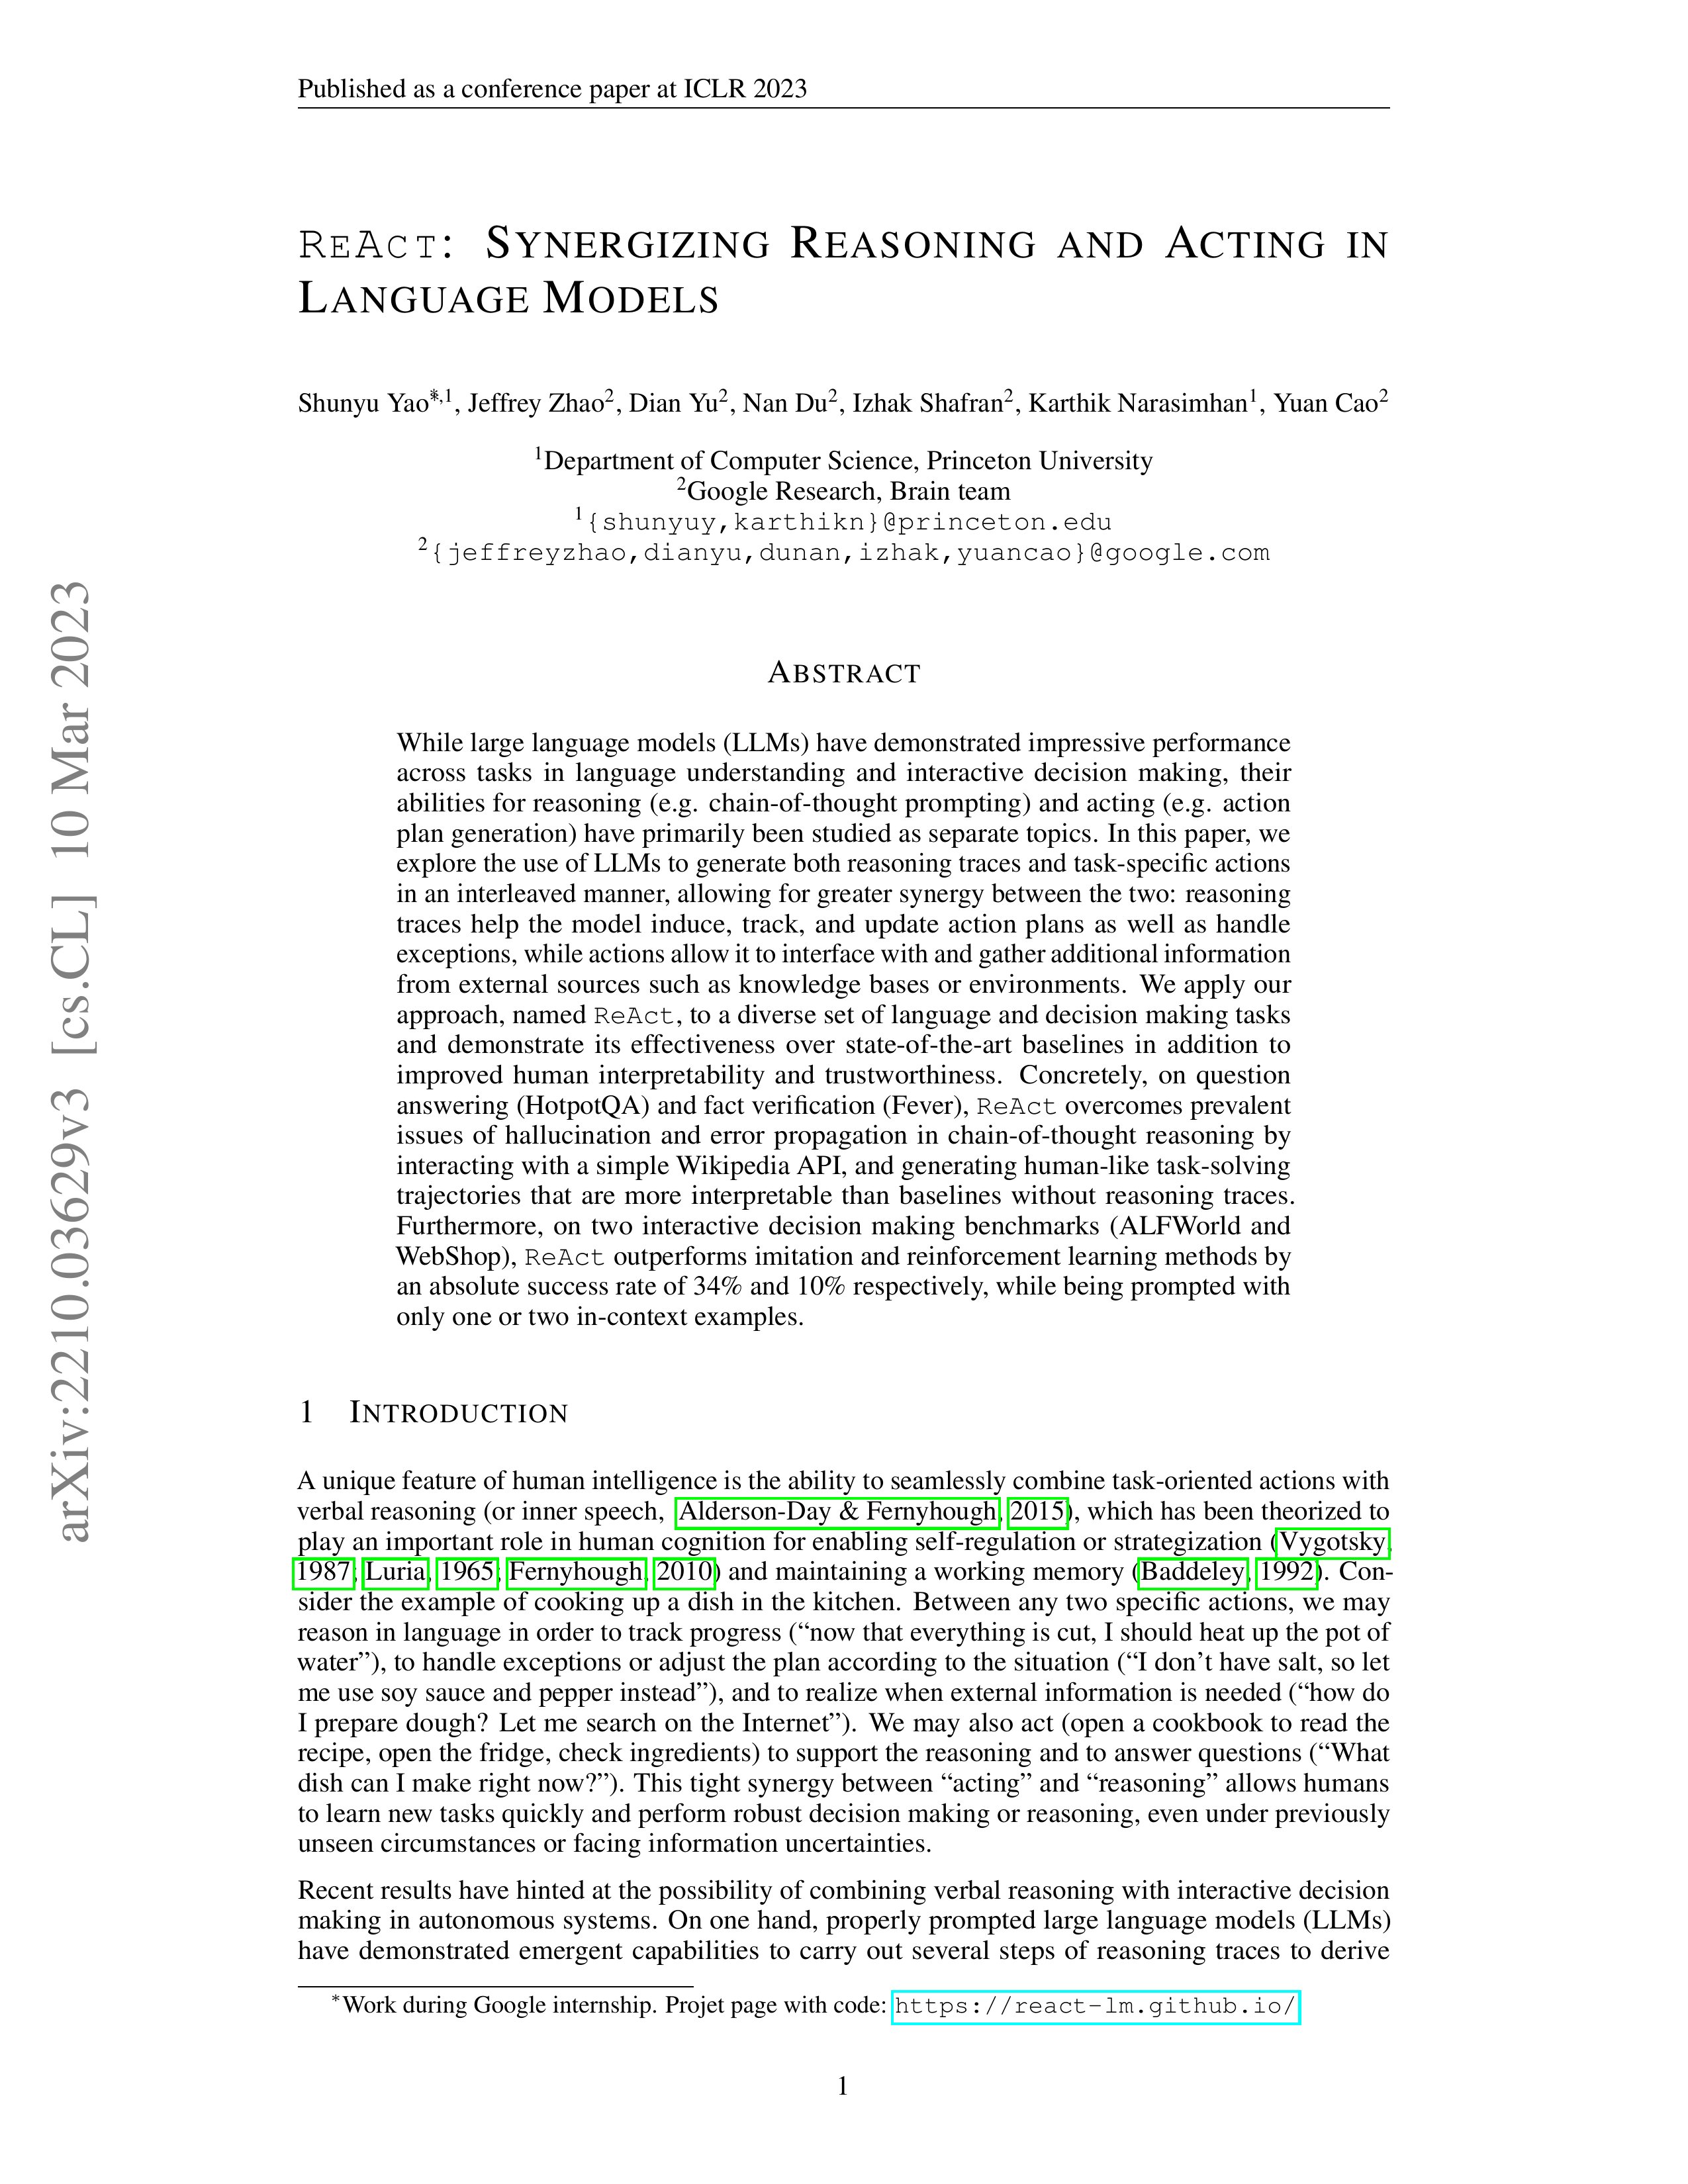 Published as a conference paper at ICLR 2023
REACT: SYNERGIZING REASONING AND ACTING IN
LANGUAGE MODELS
Shunyu Yao*,1, Jeffrey Zhao2, Dian Yu2, Nan Du2, Izhak Shafran2, Karthik Narasimhan1, Yuan Cao2
1Department of Computer Science, Princeton University
2Google Research, Brain team
1{shunyuy,karthikn}@princeton.edu
2{jeffreyzhao,dianyu,dunan,izhak,yuancao}@google.com
ABSTRACT
While large language models (LLMs) have demonstrated impressive performance
across tasks in language understanding and interactive decision making, their
abilities for reasoning (e.g. chain-of-thought prompting) and acting (e.g. action
plan generation) have primarily been studied as separate topics. In this paper, we
explore the use of LLMs to generate both reasoning traces and task-specific actions
in an interleaved manner, allowing for greater synergy between the two: reasoning
traces help the model induce, track, and update action plans as well as handle
exceptions, while actions allow it to interface with and gather additional information
from external sources such as knowledge bases or environments. We apply our
approach, named ReAct, to a diverse set of language and decision making tasks
and demonstrate its effectiveness over state-of-the-art baselines in addition to
improved human interpretability and trustworthiness. Concretely, on question
answering (HotpotQA) and fact verification (Fever), ReAct overcomes prevalent
issues of hallucination and error propagation in chain-of-thought reasoning by
interacting with a simple Wikipedia API, and generating human-like task-solving
trajectories that are more interpretable than baselines without reasoning traces.
Furthermore, on two interactive decision making benchmarks (ALFWorld and
WebShop), ReAct outperforms imitation and reinforcement learning methods by
an absolute success rate of 34% and 10% respectively, while being prompted with
only one or two in-context examples.
1 INTRODUCTION
A unique feature of human intelligence is the ability to seamlessly combine task-oriented actions with
verbal reasoning (or inner speech, Alderson-Day & Fernyhough, 2015), which has been theorized to
play an important role in human cognition for enabling self-regulation or strategization (Vygotsky,
1987; Luria, 1965; Fernyhough, 2010) and maintaining a working memory (Baddeley, 1992). Con-
sider the example of cooking up a dish in the kitchen. Between any two specific actions, we may
reason in language in order to track progress (“now that everything is cut, I should heat up the pot of
water”), to handle exceptions or adjust the plan according to the situation (“I don’t have salt, so let
me use soy sauce and pepper instead”), and to realize when external information is needed (“how do
I prepare dough? Let me search on the Internet”). We may also act (open a cookbook to read the
recipe, open the fridge, check ingredients) to support the reasoning and to answer questions (“What
dish can I make right now?”). This tight synergy between “acting” and “reasoning” allows humans
to learn new tasks quickly and perform robust decision making or reasoning, even under previously
unseen circumstances or facing information uncertainties.
Recent results have hinted at the possibility of combining verbal reasoning with interactive decision
making in autonomous systems. On one hand, properly prompted large language models (LLMs)
have demonstrated emergent capabilities to carry out several steps of reasoning traces to derive
*Work during Google internship. Projet page with code: https://react-lm.github.io/
1
arXiv:2210.03629v3 [cs.CL] 10 Mar 2023